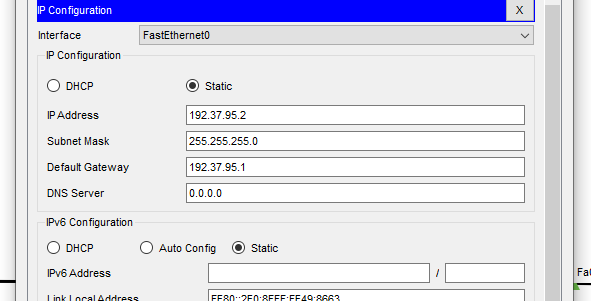 IP Configuration X
Interface FastEthernet0
IP Configuration
DHCP Static
IP Address 192.37.95.2
Subnet Mask 255.255.255.0
Default Gateway 192.37.95.1
DNS Server 0.0.0.0
IPv6 Configuration
DHCP Auto Config Static
IPv6 Address /
Link Local Address FE80::2E0:8FFF:FE49:8663